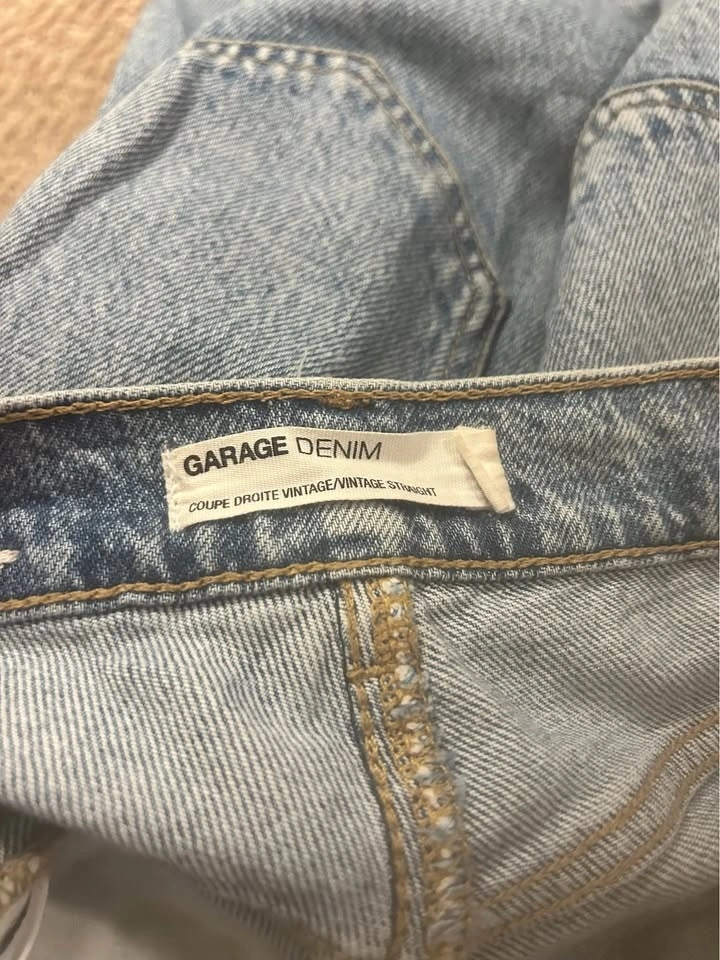 GARAGE DENIM
COUPE DROITE VINTAGE/VINTAGE STRAIGHT